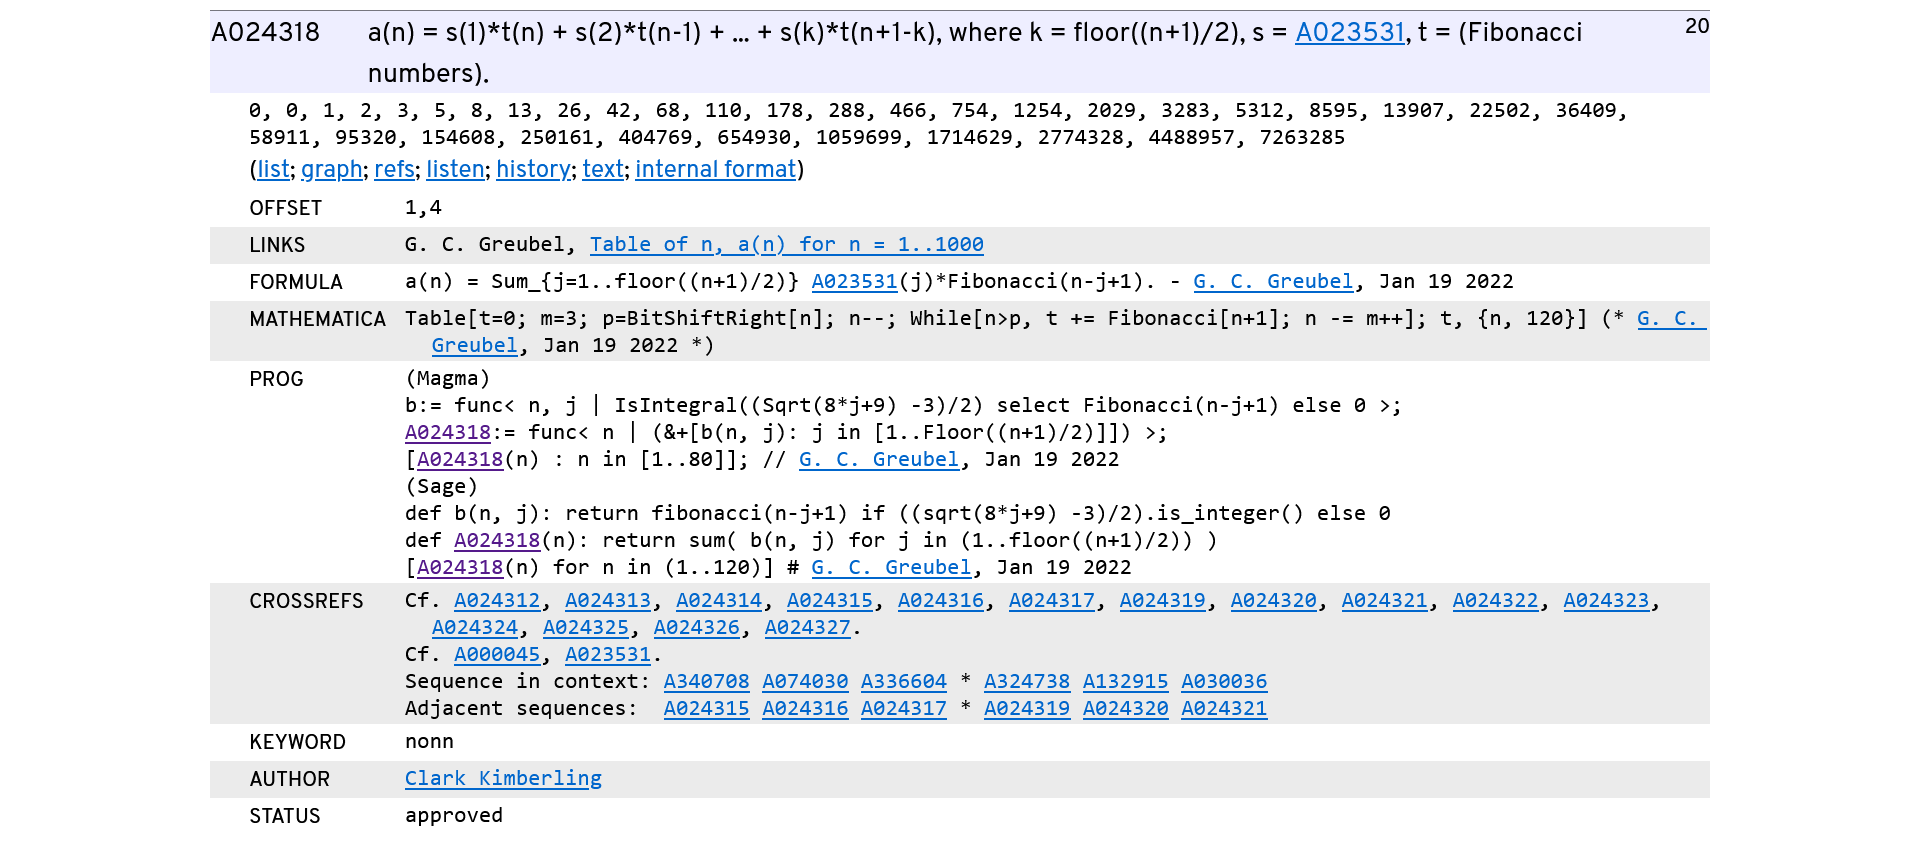 A024318 a(n) = s(1)*t(n) + s(2)*t(n-1) + ... + s(k)*t(n+1-k), where k = floor((n+1)/2), s = A023531, t = (Fibonacci 20
numbers).
0, 0, 1, 2, 3, 5, 8, 13, 26, 42, 68, 110, 178, 288, 466, 754, 1254, 2029, 3283, 5312, 8595, 13907, 22502, 36409,
58911, 95320, 154608, 250161, 404769, 654930, 1059699, 1714629, 2774328, 4488957, 7263285
(list; graph; refs; listen; history; text; internal format)
OFFSET 1,4
LINKS G. C. Greubel, Table of n, a(n) for n = 1..1000
FORMULA a(n) = Sum_{j=1..floor((n+1)/2)} A023531(j)*Fibonacci(n-j+1). - G. C. Greubel, Jan 19 2022
MATHEMATICA Table[t=0; m=3; p=BitShiftRight[n]; n--; While[n>p, t += Fibonacci[n+1]; n -= m++]; t, {n, 120}] (* G. C.
Greubel, Jan 19 2022 *)
PROG (Magma)
b:= func< n, j | IsIntegral((Sqrt(8*j+9) -3)/2) select Fibonacci(n-j+1) else 0 >;
A024318:= func< n | (&+[b(n, j): j in [1..Floor((n+1)/2)]]) >;
[A024318(n) : n in [1..80]]; // G. C. Greubel, Jan 19 2022
(Sage)
def b(n, j): return fibonacci(n-j+1) if ((sqrt(8*j+9) -3)/2).is_integer() else 0
def A024318(n): return sum( b(n, j) for j in (1..floor((n+1)/2)) )
[A024318(n) for n in (1..120)] # G. C. Greubel, Jan 19 2022
CROSSREFS Cf. A024312, A024313, A024314, A024315, A024316, A024317, A024319, A024320, A024321, A024322, A024323,
A024324, A024325, A024326, A024327.
Cf. A000045, A023531.
Sequence in context: A340708 A074030 A336604 * A324738 A132915 A030036
Adjacent sequences: A024315 A024316 A024317 * A024319 A024320 A024321
KEYWORD nonn
AUTHOR Clark Kimberling
STATUS approved